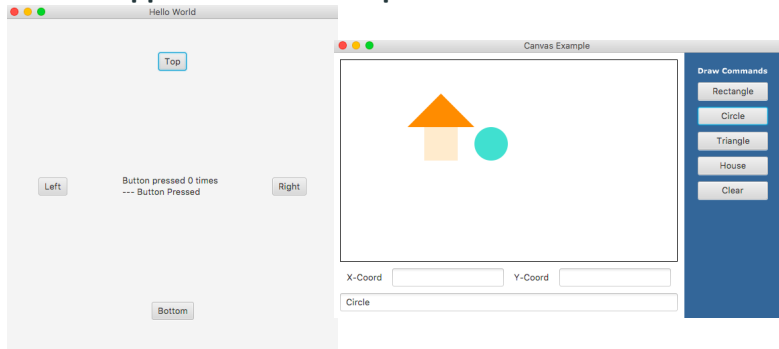 Hello World
Top
Left
Button pressed 0 times
--- Button Pressed
Right
Bottom
Canvas Example
Draw Commands
Rectangle
Circle
Triangle
House
Clear
X-Coord
Y-Coord
Circle